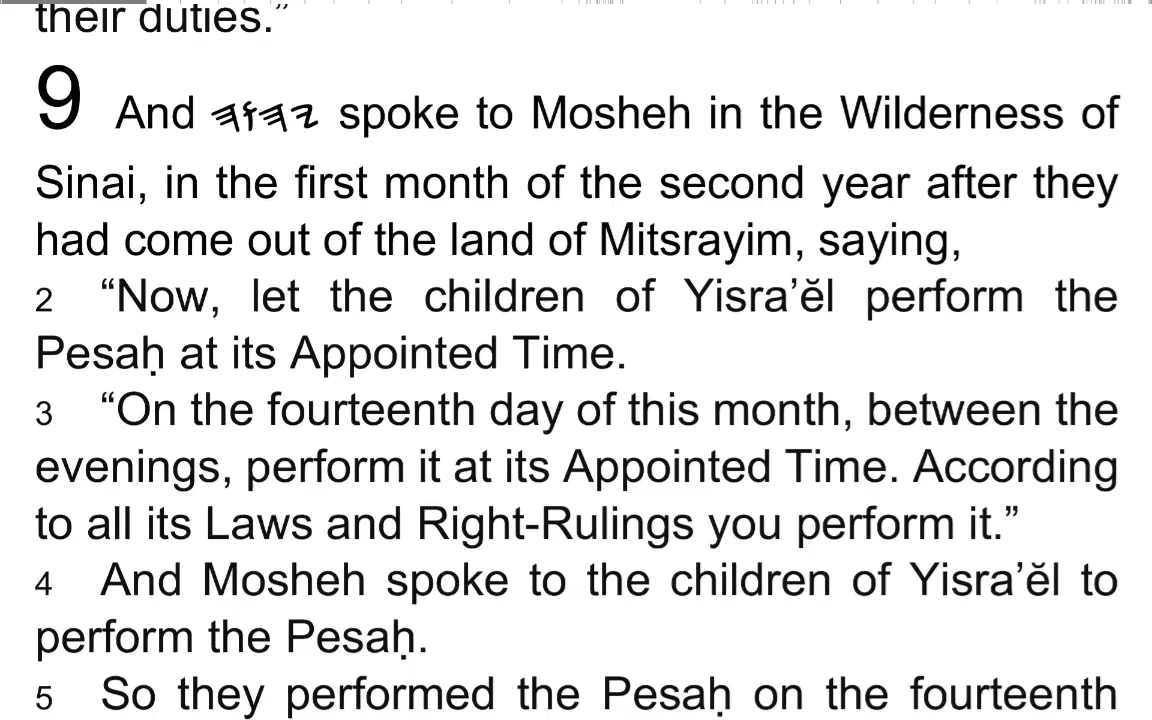 their duties.”
9 And 𐤉𐤄𐤅𐤄 spoke to Mosheh in the Wilderness of
Sinai, in the first month of the second year after they
had come out of the land of Mitsrayim, saying,
2 “Now, let the children of Yisra’ĕl perform the
Pesaḥ at its Appointed Time.
3 “On the fourteenth day of this month, between the
evenings, perform it at its Appointed Time. According
to all its Laws and Right-Rulings you perform it.”
4 And Mosheh spoke to the children of Yisra’ĕl to
perform the Pesaḥ.
5 So they performed the Pesaḥ on the fourteenth